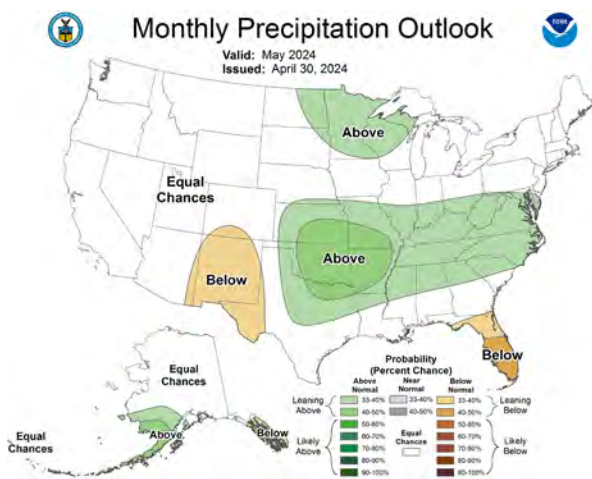 Monthly Precipitation Outlook
Valid: May 2024
Issued: April 30, 2024
Above
Equal
Chances
Below
Above
Below
Equal
Chances
Above
Below
Equal
Chances
Probability
(Percent Chance)
Above
Normal
Near
Normal
Below
Normal
Leaning
Above
33-40%
33-40%
33-40%
Leaning
Below
40-50%
40-50%
40-50%
Likely
Above
50-60%
50-60%
60-70%
60-70%
Equal
Chances
70-80%
70-80%
80-90%
80-90%
90-100%
90-100%
Likely
Below